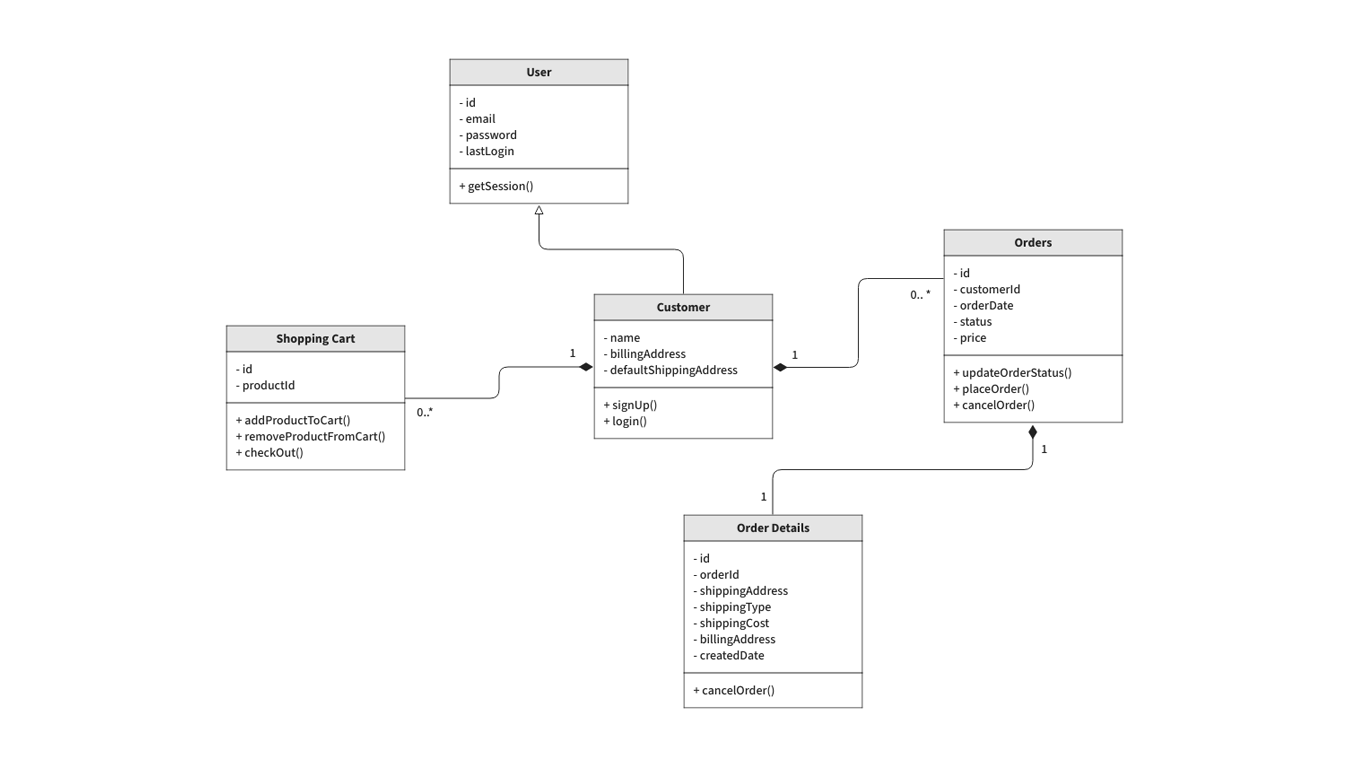 User
- id
- email
- password
- lastLogin
+ getSession()
Orders
- id
- customerId
- orderDate
- status
- price
+ updateOrderStatus()
+ placeOrder()
+ cancelOrder()
0.. *
1
Customer
- name
- billingAddress
- defaultShippingAddress
+ signUp()
+ login()
1
1
Shopping Cart
- id
- productId
+ addProductToCart()
+ removeProductFromCart()
+ checkOut()
0..*
1
Order Details
- id
- orderId
- shippingAddress
- shippingType
- shippingCost
- billingAddress
- createdDate
+ cancelOrder()